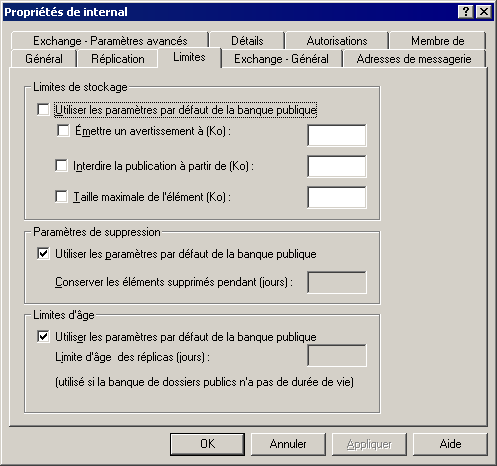 Propriétés de internal
Exchange - Paramètres avancés
Détails
Autorisations
Membre de
Général
Réplication
Limites
Exchange - Général
Adresses de messagerie
Limites de stockage
Utiliser les paramètres par défaut de la banque publique
Émettre un avertissement à (Ko) :
Interdire la publication à partir de (Ko) :
Taille maximale de l'élément (Ko) :
Paramètres de suppression
Utiliser les paramètres par défaut de la banque publique
Conserver les éléments supprimés pendant (jours) :
Limites d'âge
Utiliser les paramètres par défaut de la banque publique
Limite d'âge des réplicas (jours) :
(utilisé si la banque de dossiers publics n'a pas de durée de vie)
OK
Annuler
Appliquer
Aide